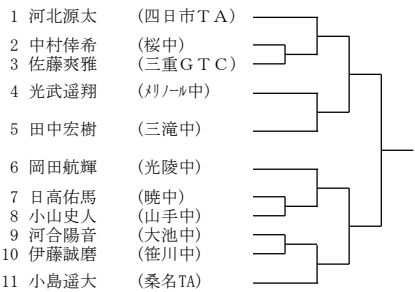 1 河北源太 (四日市TA)
2 中村倖希 (桜中)
3 佐藤爽雅 (三重GTC)
4 光武遥翔 (ﾒﾘﾉｰﾙ中)
5 田中宏樹 (三滝中)
6 岡田航輝 (光陵中)
7 日高佑馬 (暁中)
8 小山史人 (山手中)
9 河合陽音 (大池中)
10 伊藤誠磨 (笹川中)
11 小島遥大 (桑名TA)